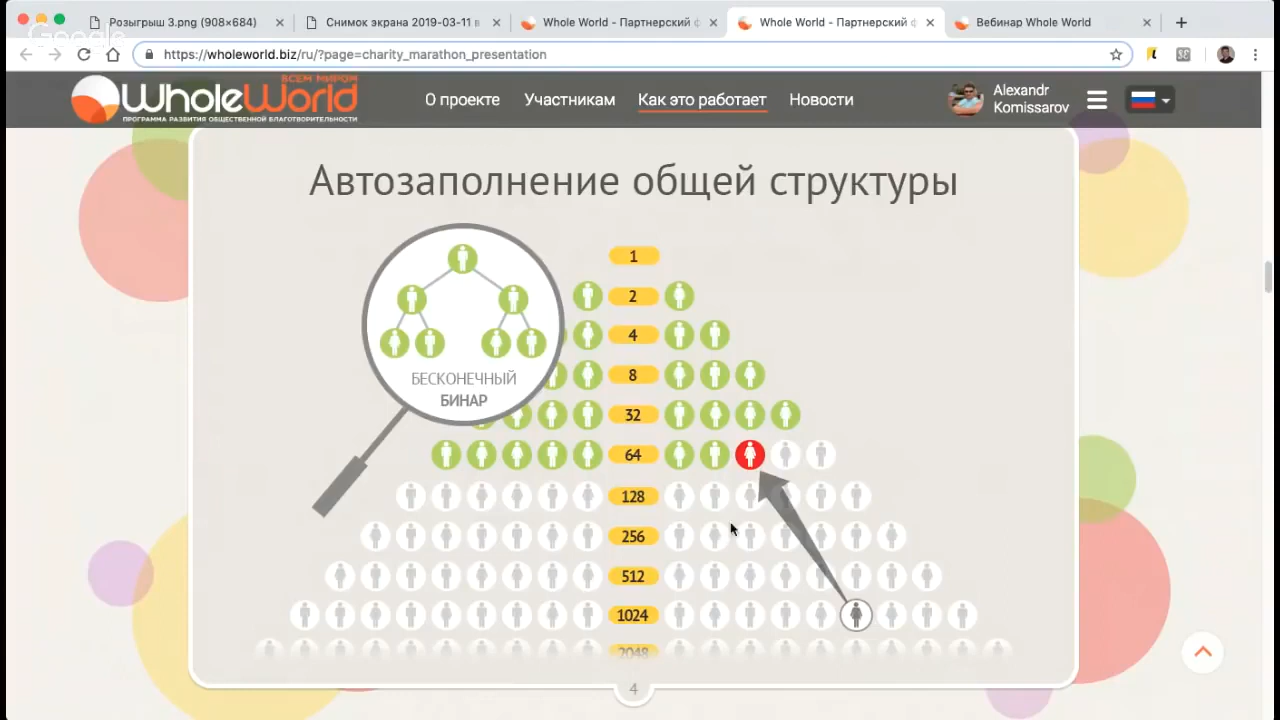 Розыгрыш 3.png (908×684)
Снимок экрана 2019-03-11 в
Whole World - Партнерский ф
Whole World - Партнерский ф
Вебинар Whole World
Google
https://wholeworld.biz/ru/?page=charity_marathon_presentation
ВСЕМ МИРОМ
WholeWorld
ПРОГРАММА РАЗВИТИЯ ОБЩЕСТВЕННОЙ БЛАГОТВОРИТЕЛЬНОСТИ
О проекте
Участникам
Как это работает
Новости
Alexandr
Komissarov
Автозаполнение общей структуры
БЕСКОНЕЧНЫЙ
БИНАР
1
2
4
8
32
64
128
256
512
1024
2048
4